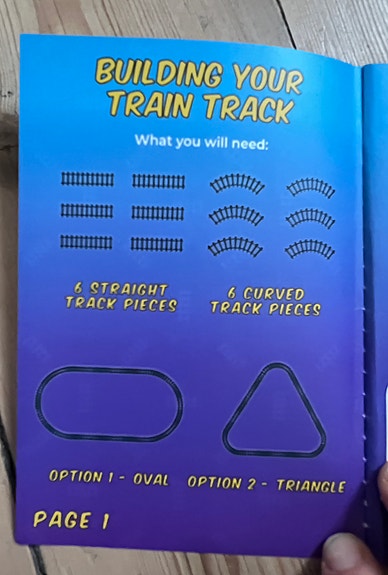 BUILDING YOUR
TRAIN TRACK
What you will need:
6 STRAIGHT
TRACK PIECES
6 CURVED
TRACK PIECES
OPTION 1 - OVAL
OPTION 2 - TRIANGLE
PAGE 1